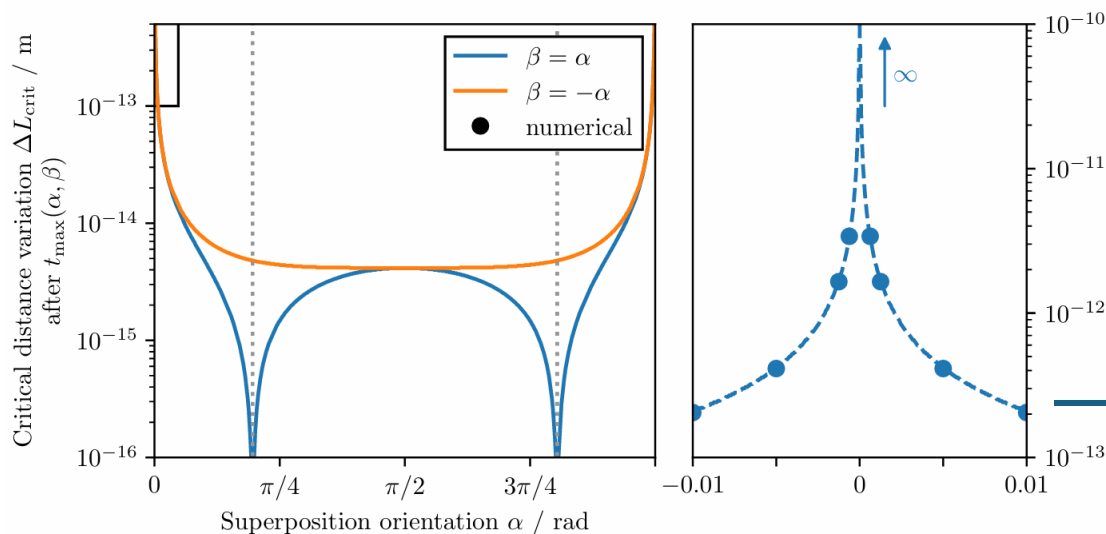 Critical distance variation ΔL_crit / m
after t_max(α, β)
10^−13
10^−14
10^−15
10^−16
β = α
β = −α
numerical
0
π/4
π/2
3π/4
Superposition orientation α / rad
∞
10^−10
10^−11
10^−12
10^−13
−0.01
0
0.01